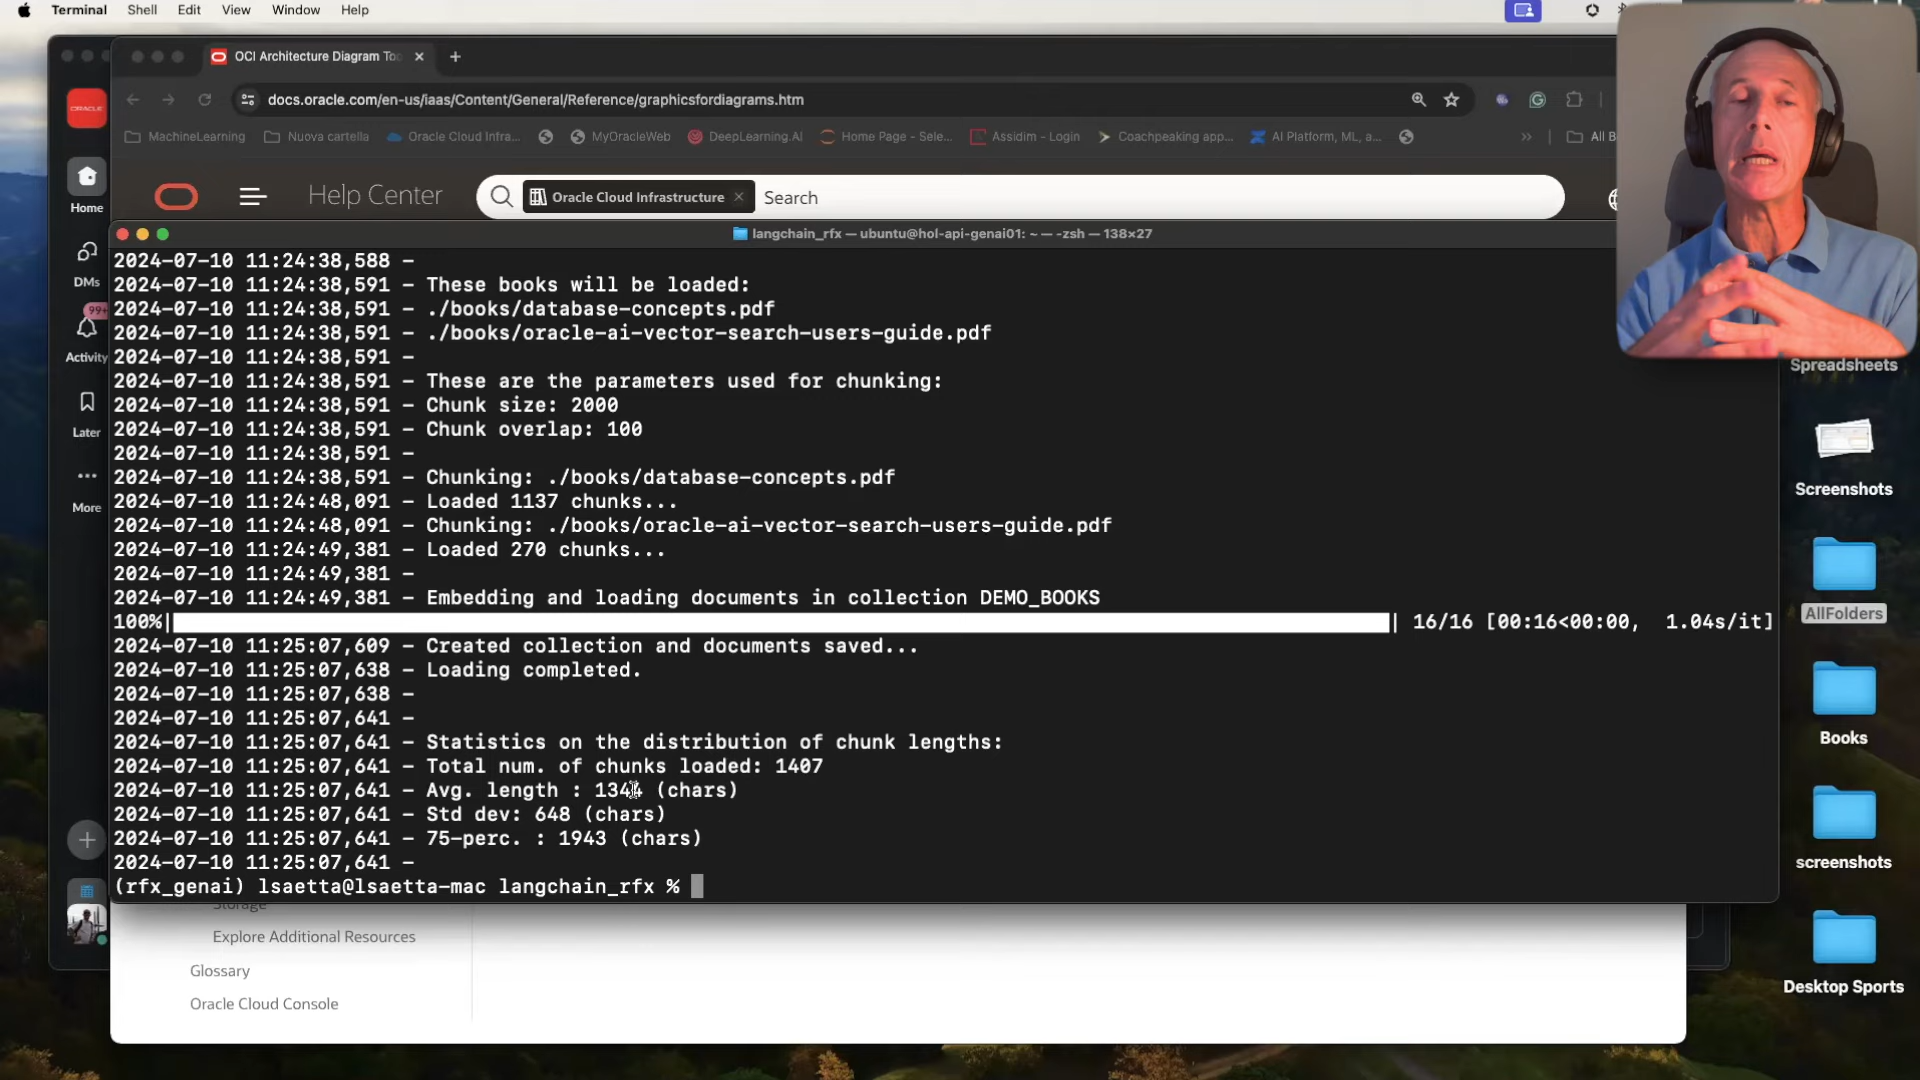 Terminal Shell Edit View Window Help
OCI Architecture Diagram Too
docs.oracle.com/en-us/iaas/Content/General/Reference/graphicsfordiagrams.htm
MachineLearning Nuova cartella Oracle Cloud Infra... MyOracleWeb DeepLearning.AI Home Page - Sele... Assidim - Login Coachpeaking app... AI Platform, ML, a... » All B
ORACLE
Help Center Oracle Cloud Infrastructure × Search
Home
DMs
99+
Activity
Later
More
langchain_rfx — ubuntu@hol-api-genai01: ~ — -zsh — 138×27
2024-07-10 11:24:38,588 -
2024-07-10 11:24:38,591 - These books will be loaded:
2024-07-10 11:24:38,591 - ./books/database-concepts.pdf
2024-07-10 11:24:38,591 - ./books/oracle-ai-vector-search-users-guide.pdf
2024-07-10 11:24:38,591 -
2024-07-10 11:24:38,591 - These are the parameters used for chunking:
2024-07-10 11:24:38,591 - Chunk size: 2000
2024-07-10 11:24:38,591 - Chunk overlap: 100
2024-07-10 11:24:38,591 -
2024-07-10 11:24:38,591 - Chunking: ./books/database-concepts.pdf
2024-07-10 11:24:48,091 - Loaded 1137 chunks...
2024-07-10 11:24:48,091 - Chunking: ./books/oracle-ai-vector-search-users-guide.pdf
2024-07-10 11:24:49,381 - Loaded 270 chunks...
2024-07-10 11:24:49,381 -
2024-07-10 11:24:49,381 - Embedding and loading documents in collection DEMO_BOOKS
100%| | 16/16 [00:16<00:00, 1.04s/it]
2024-07-10 11:25:07,609 - Created collection and documents saved...
2024-07-10 11:25:07,638 - Loading completed.
2024-07-10 11:25:07,638 -
2024-07-10 11:25:07,641 -
2024-07-10 11:25:07,641 - Statistics on the distribution of chunk lengths:
2024-07-10 11:25:07,641 - Total num. of chunks loaded: 1407
2024-07-10 11:25:07,641 - Avg. length : 1344 (chars)
2024-07-10 11:25:07,641 - Std dev: 648 (chars)
2024-07-10 11:25:07,641 - 75-perc. : 1943 (chars)
2024-07-10 11:25:07,641 -
(rfx_genai) lsaetta@lsaetta-mac langchain_rfx %
Storage
Explore Additional Resources
Glossary
Oracle Cloud Console
Spreadsheets
Screenshots
AllFolders
Books
screenshots
Desktop Sports